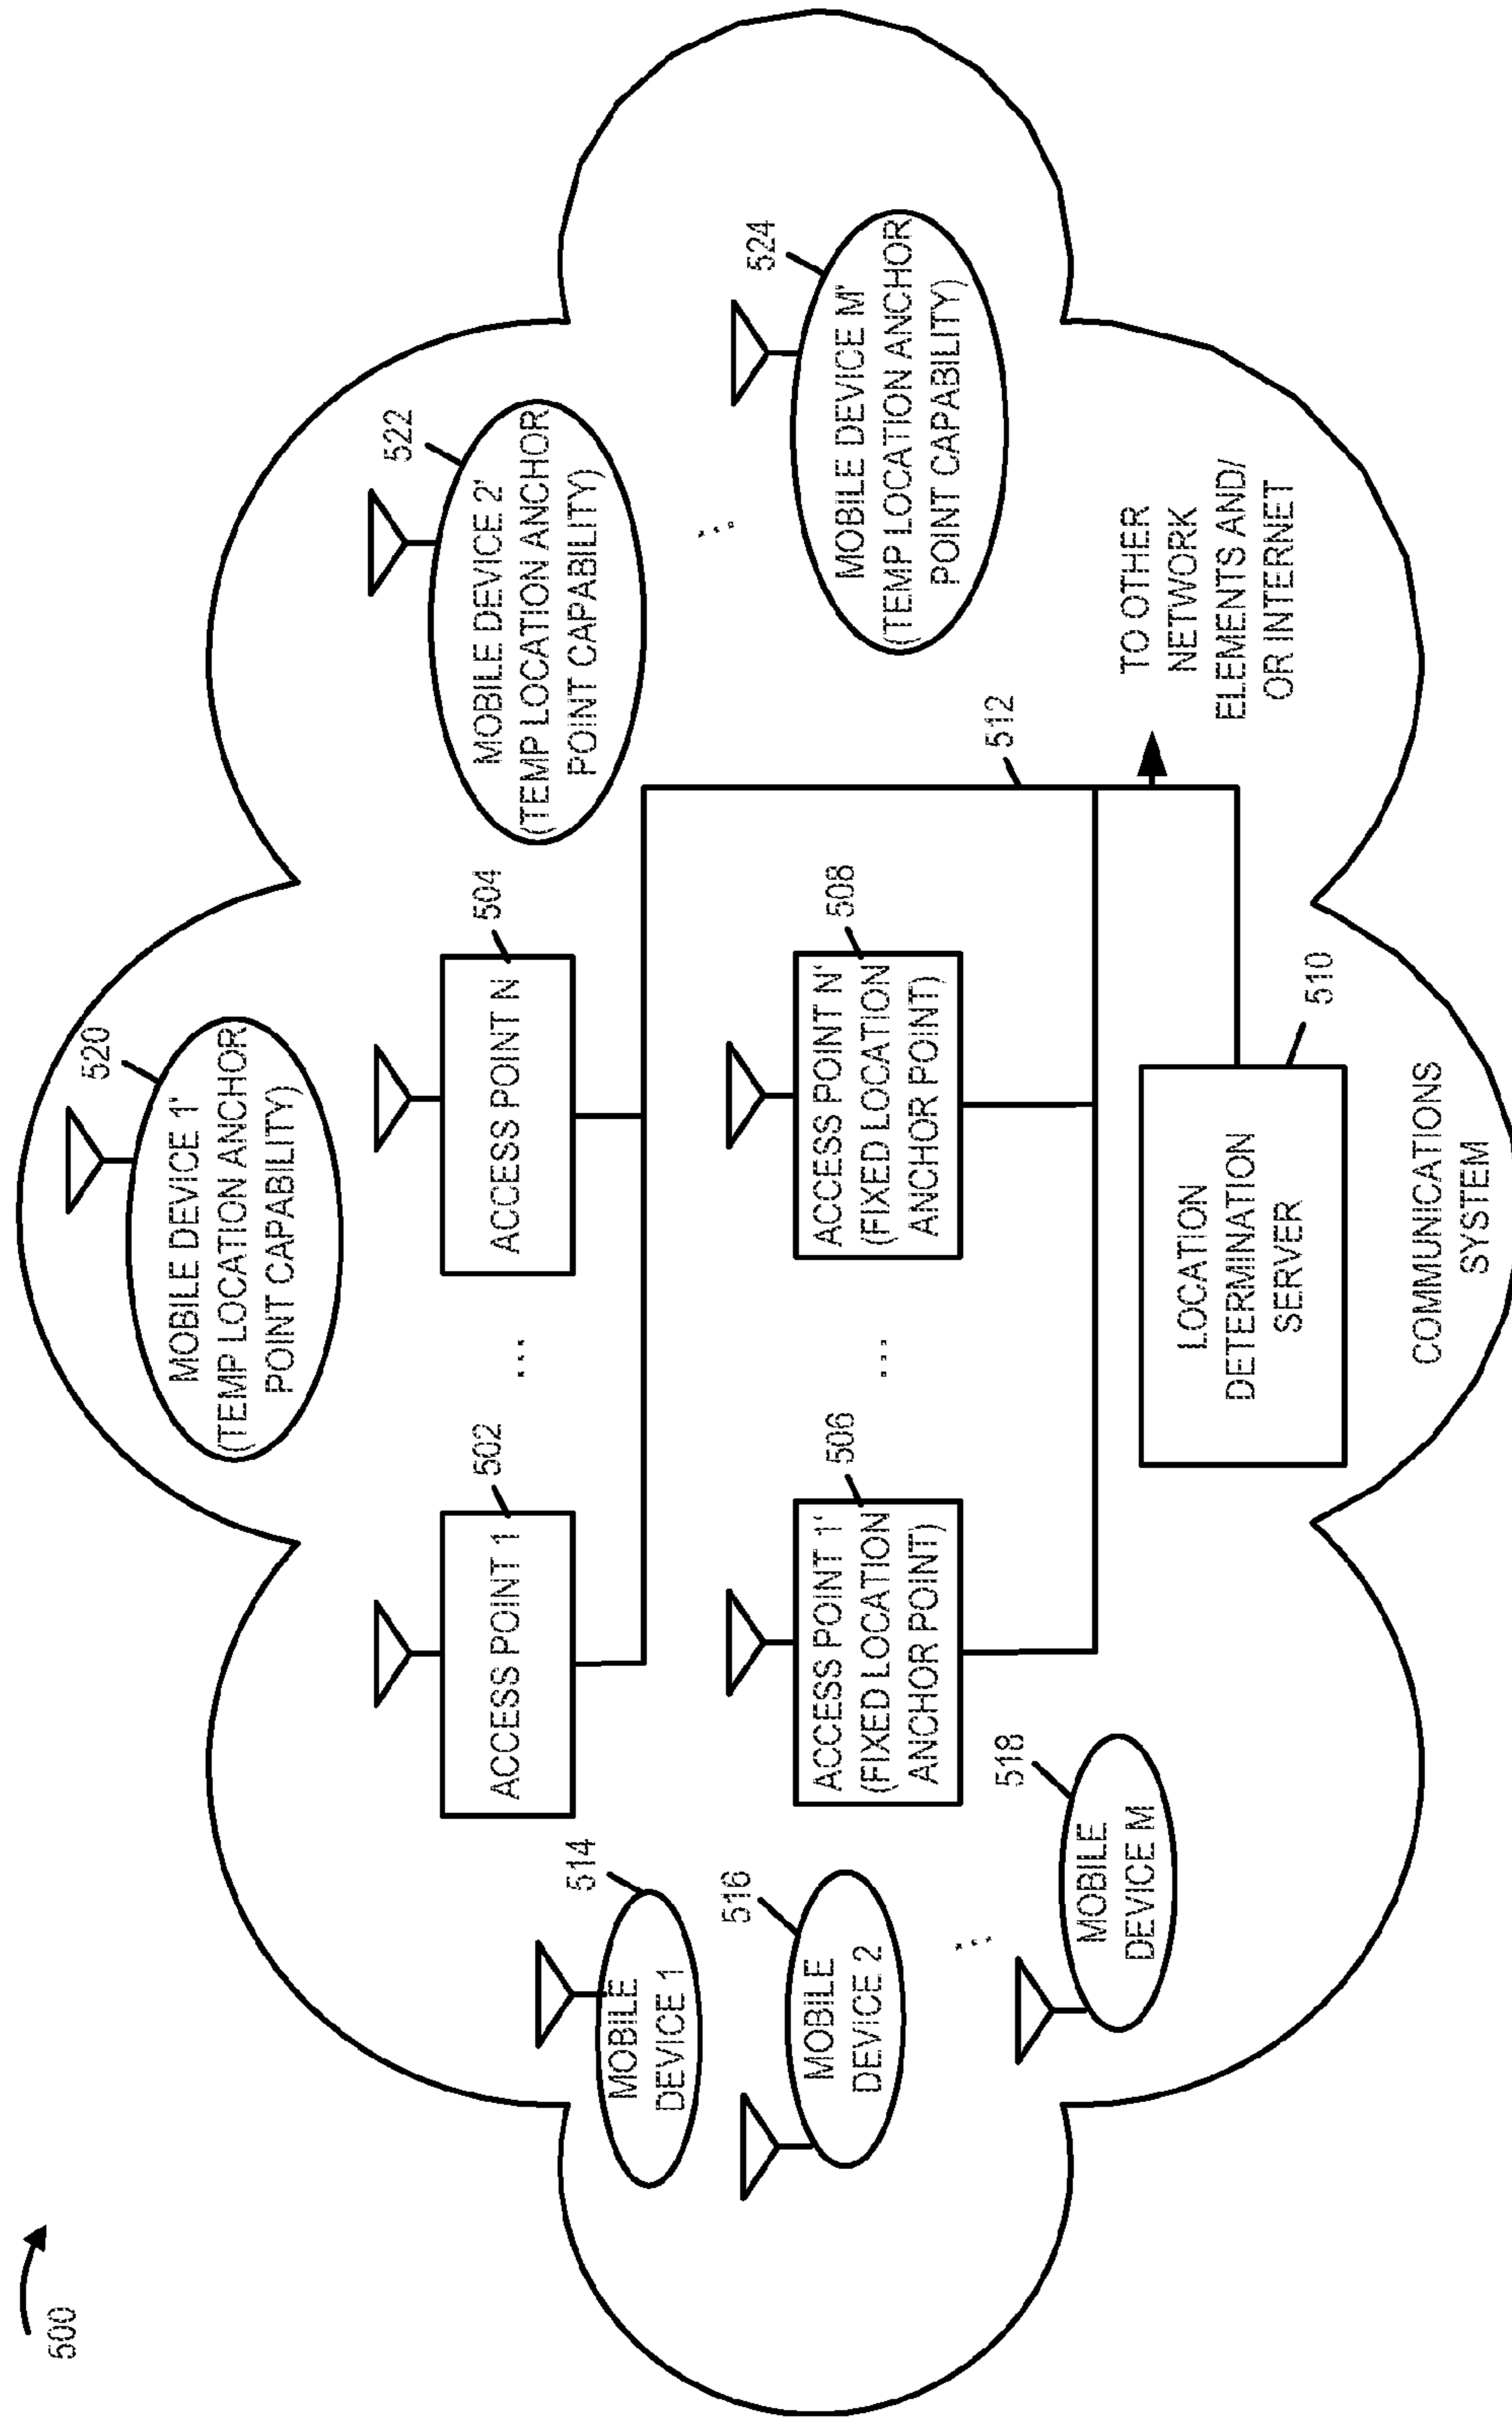 500
520
MOBILE DEVICE 1'
(TEMP LOCATION ANCHOR
POINT CAPABILITY)
522
MOBILE DEVICE 2'
(TEMP LOCATION ANCHOR
POINT CAPABILITY)
...
524
MOBILE DEVICE M'
(TEMP LOCATION ANCHOR
POINT CAPABILITY)
502
ACCESS POINT 1
...
504
ACCESS POINT N
514
MOBILE
DEVICE 1
516
MOBILE
DEVICE 2
...
518
MOBILE
DEVICE M
506
ACCESS POINT 1'
(FIXED LOCATION
ANCHOR POINT)
...
508
ACCESS POINT N'
(FIXED LOCATION
ANCHOR POINT)
512
TO OTHER
NETWORK
ELEMENTS AND/
OR INTERNET
LOCATION
DETERMINATION
SERVER
510
COMMUNICATIONS
SYSTEM